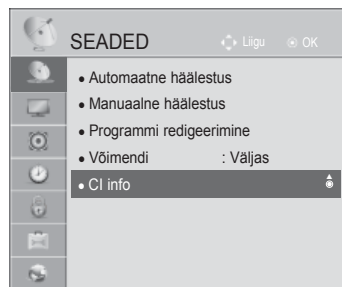 SEADED Liigu OK
• Automaatne häälestus
• Manuaalne häälestus
• Programmi redigeerimine
• Võimendi : Väljas
• CI info